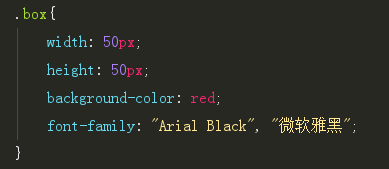 .box{
width: 50px;
height: 50px;
background-color: red;
font-family: "Arial Black", "微软雅黑";
}